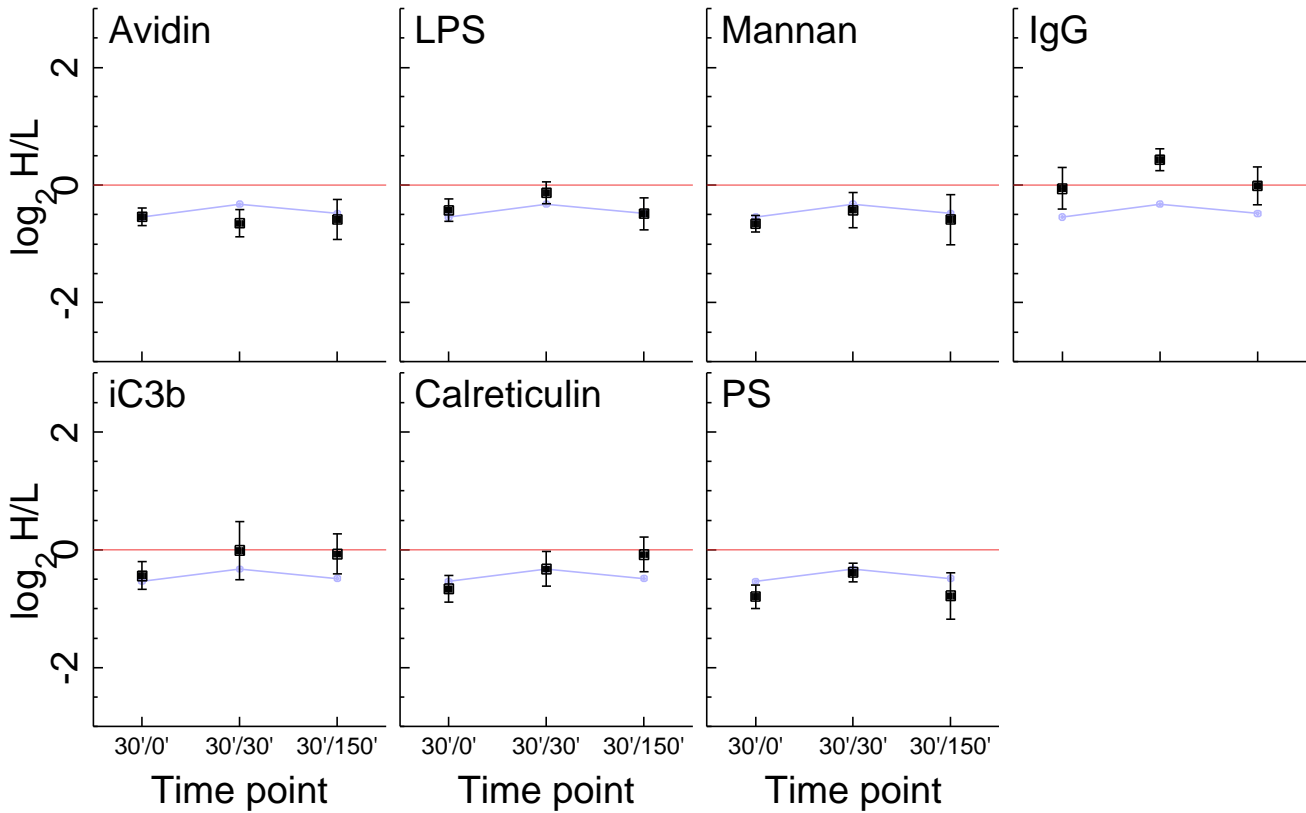 Avidin LPS Mannan IgG
2
0
-2
log2 H/L
iC3b Calreticulin PS
2
0
-2
log2 H/L
30'/0' 30'/30' 30'/150' 30'/0' 30'/30' 30'/150' 30'/0' 30'/30' 30'/150'
Time point Time point Time point